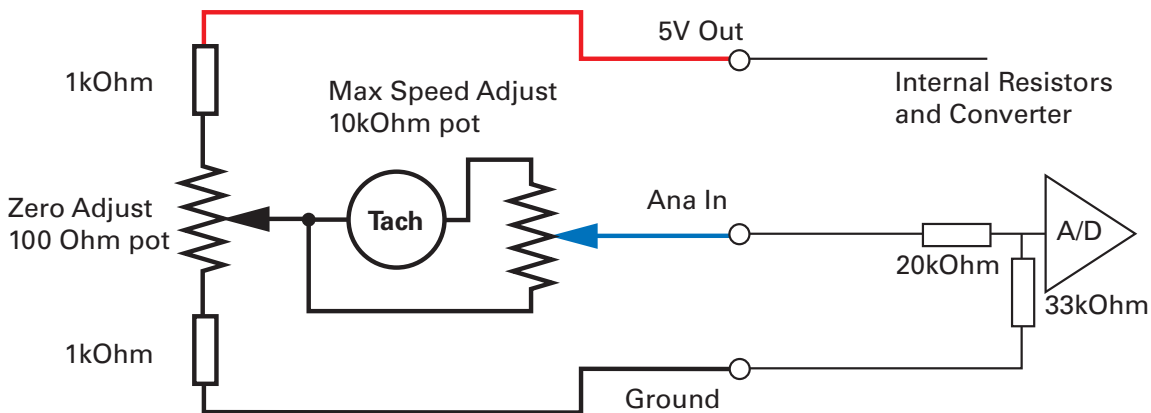 5V Out
1kOhm
Internal Resistors
and Converter
Max Speed Adjust
10kOhm pot
Zero Adjust
100 Ohm pot
Tach
Ana In
A/D
20kOhm
33kOhm
1kOhm
Ground